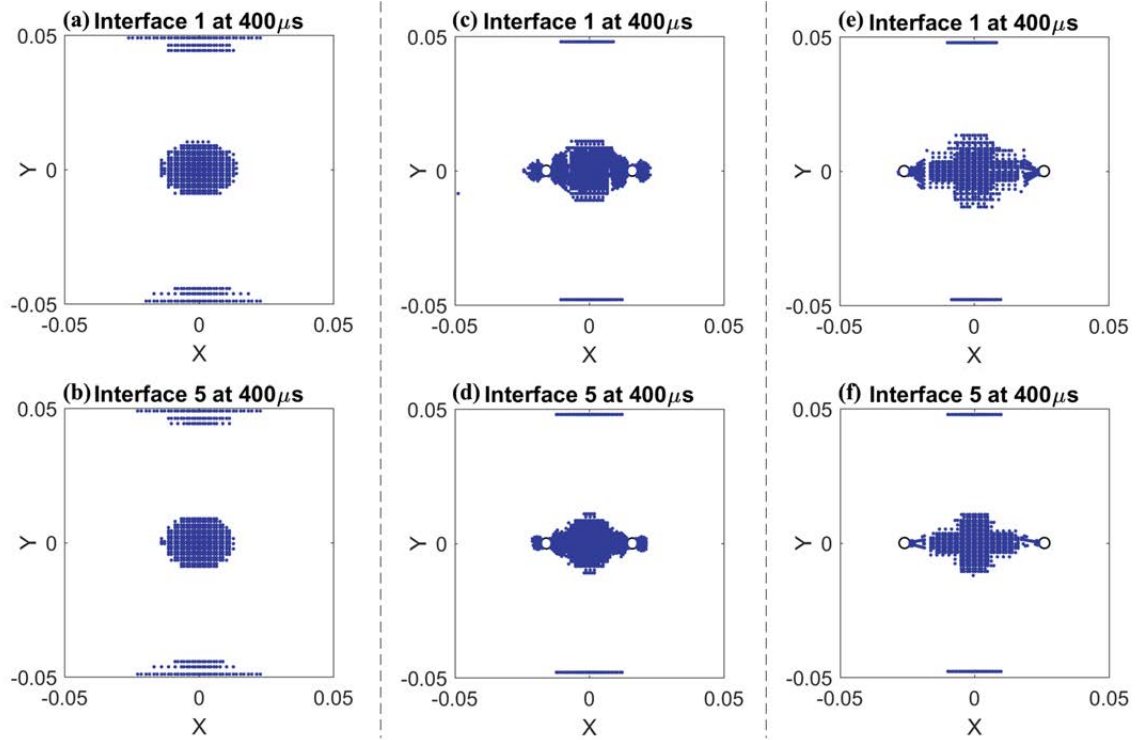 (a) Interface 1 at 400μs
0.05
Y
0
-0.05
-0.05
0
0.05
X
(c) Interface 1 at 400μs
0.05
Y
0
-0.05
-0.05
0
0.05
X
(e) Interface 1 at 400μs
0.05
Y
0
-0.05
-0.05
0
0.05
X
(b) Interface 5 at 400μs
0.05
Y
0
-0.05
-0.05
0
0.05
X
(d) Interface 5 at 400μs
0.05
Y
0
-0.05
-0.05
0
0.05
X
(f) Interface 5 at 400μs
0.05
Y
0
-0.05
-0.05
0
0.05
X